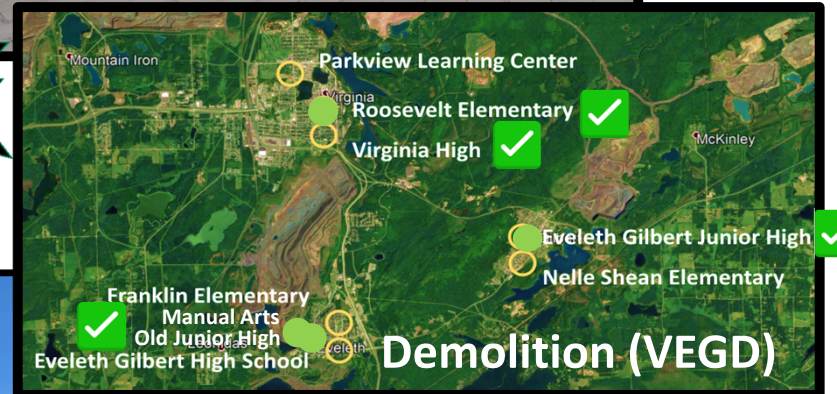 Mountain Iron
Parkview Learning Center
Virginia
Roosevelt Elementary
Virginia High
McKinley
Eveleth Gilbert Junior High
Nelle Shean Elementary
Franklin Elementary
Manual Arts
Old Junior High
Eveleth
Eveleth Gilbert High School
Demolition (VEGD)